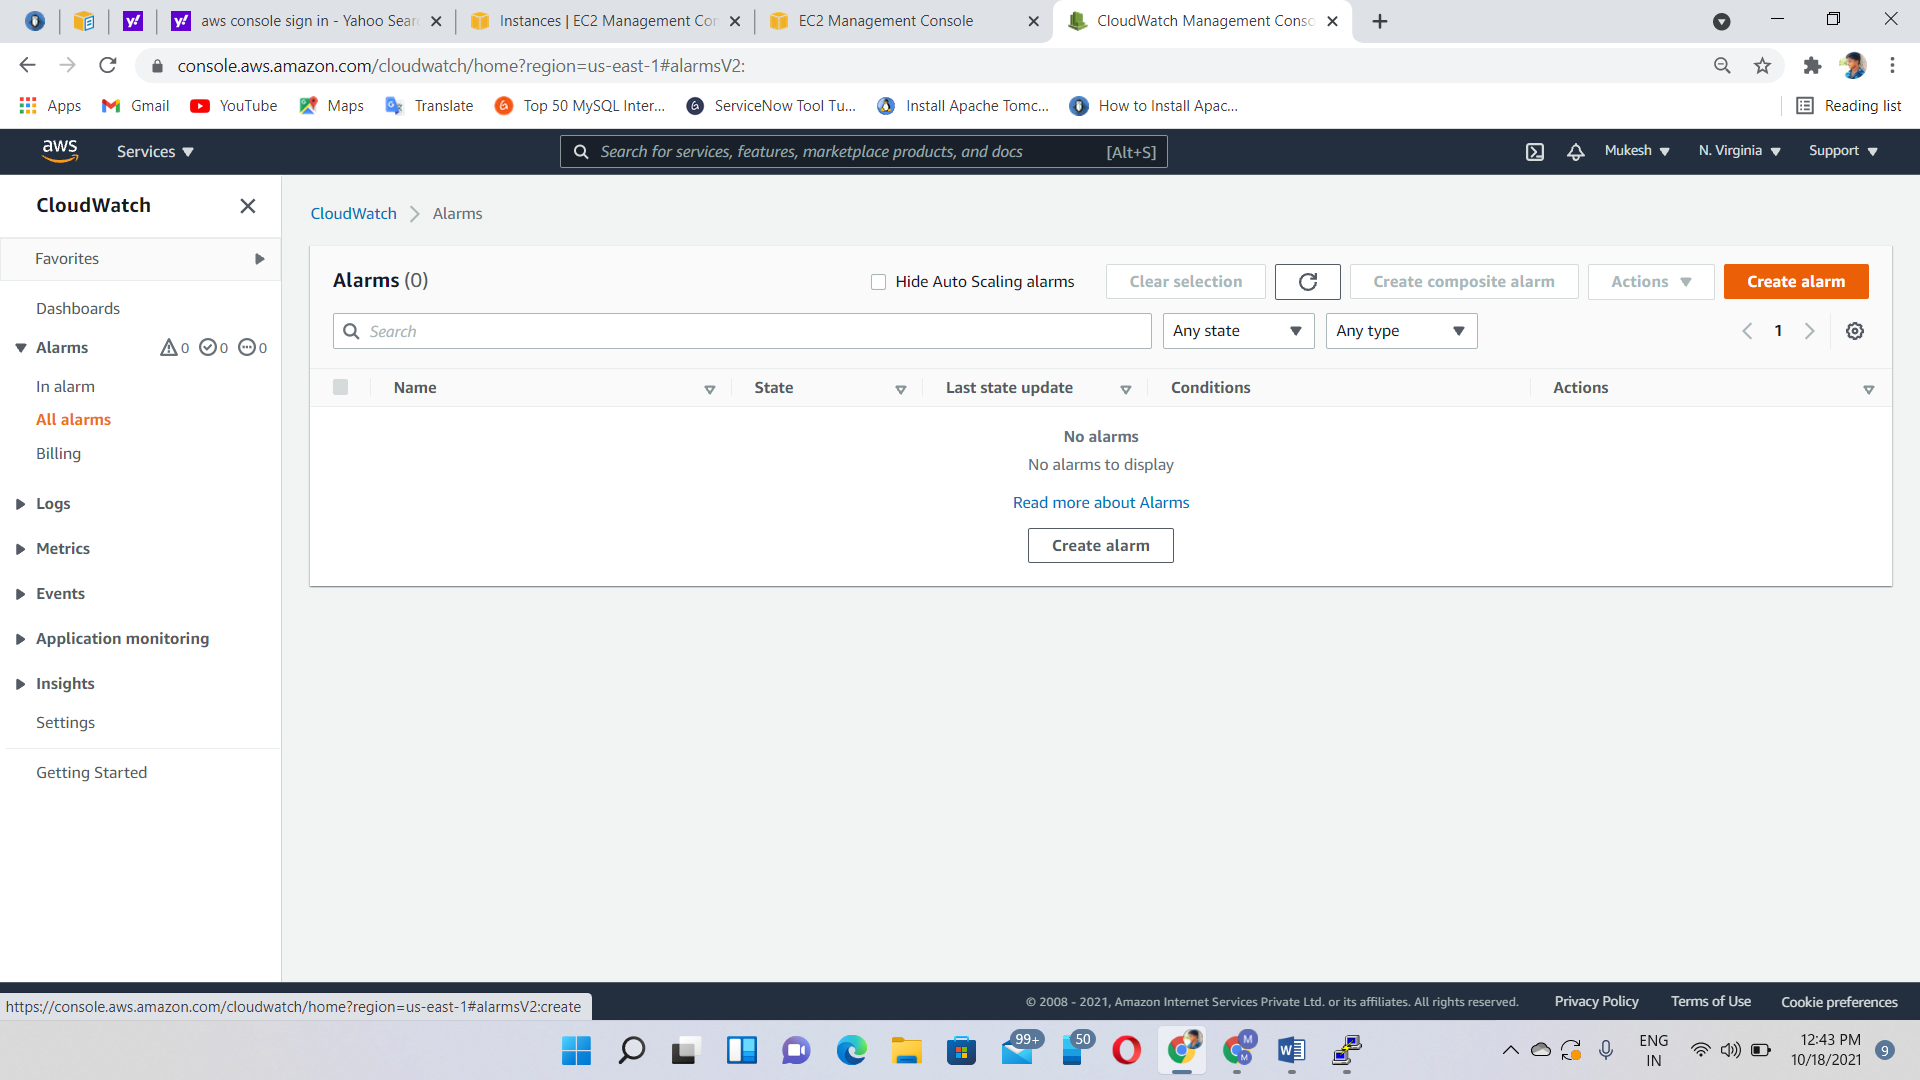 aws console sign in - Yahoo Sear
Instances | EC2 Management Con
EC2 Management Console
CloudWatch Management Conso
console.aws.amazon.com/cloudwatch/home?region=us-east-1#alarmsV2:
Apps
Gmail
YouTube
Maps
Translate
Top 50 MySQL Inter...
ServiceNow Tool Tu...
Install Apache Tomc...
How to Install Apac...
Reading list
aws
Services
Search for services, features, marketplace products, and docs
[Alt+S]
Mukesh
N. Virginia
Support
CloudWatch
Favorites
Dashboards
Alarms
0
0
0
In alarm
All alarms
Billing
Logs
Metrics
Events
Application monitoring
Insights
Settings
Getting Started
CloudWatch
Alarms
Alarms (0)
Hide Auto Scaling alarms
Clear selection
Create composite alarm
Actions
Create alarm
Search
Any state
Any type
1
Name
State
Last state update
Conditions
Actions
No alarms
No alarms to display
Read more about Alarms
Create alarm
https://console.aws.amazon.com/cloudwatch/home?region=us-east-1#alarmsV2:create
© 2008 - 2021, Amazon Internet Services Private Ltd. or its affiliates. All rights reserved.
Privacy Policy
Terms of Use
Cookie preferences
99+
50
M
M
ENG
IN
12:43 PM
10/18/2021
9